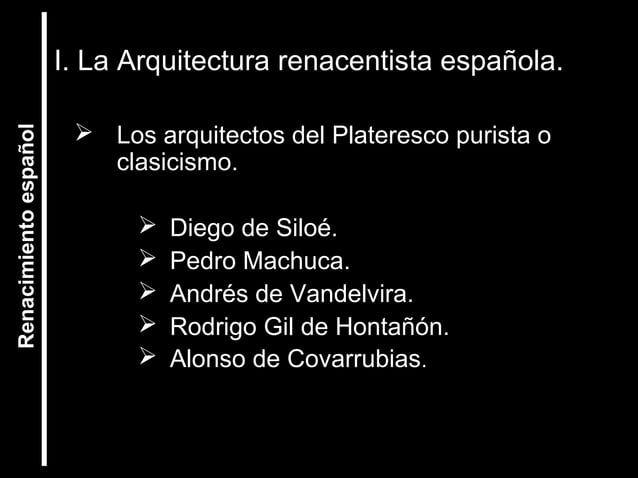 I. La Arquitectura renacentista española.
Renacimiento español
➢ Los arquitectos del Plateresco purista o
clasicismo.
➢ Diego de Siloé.
➢ Pedro Machuca.
➢ Andrés de Vandelvira.
➢ Rodrigo Gil de Hontañón.
➢ Alonso de Covarrubias.